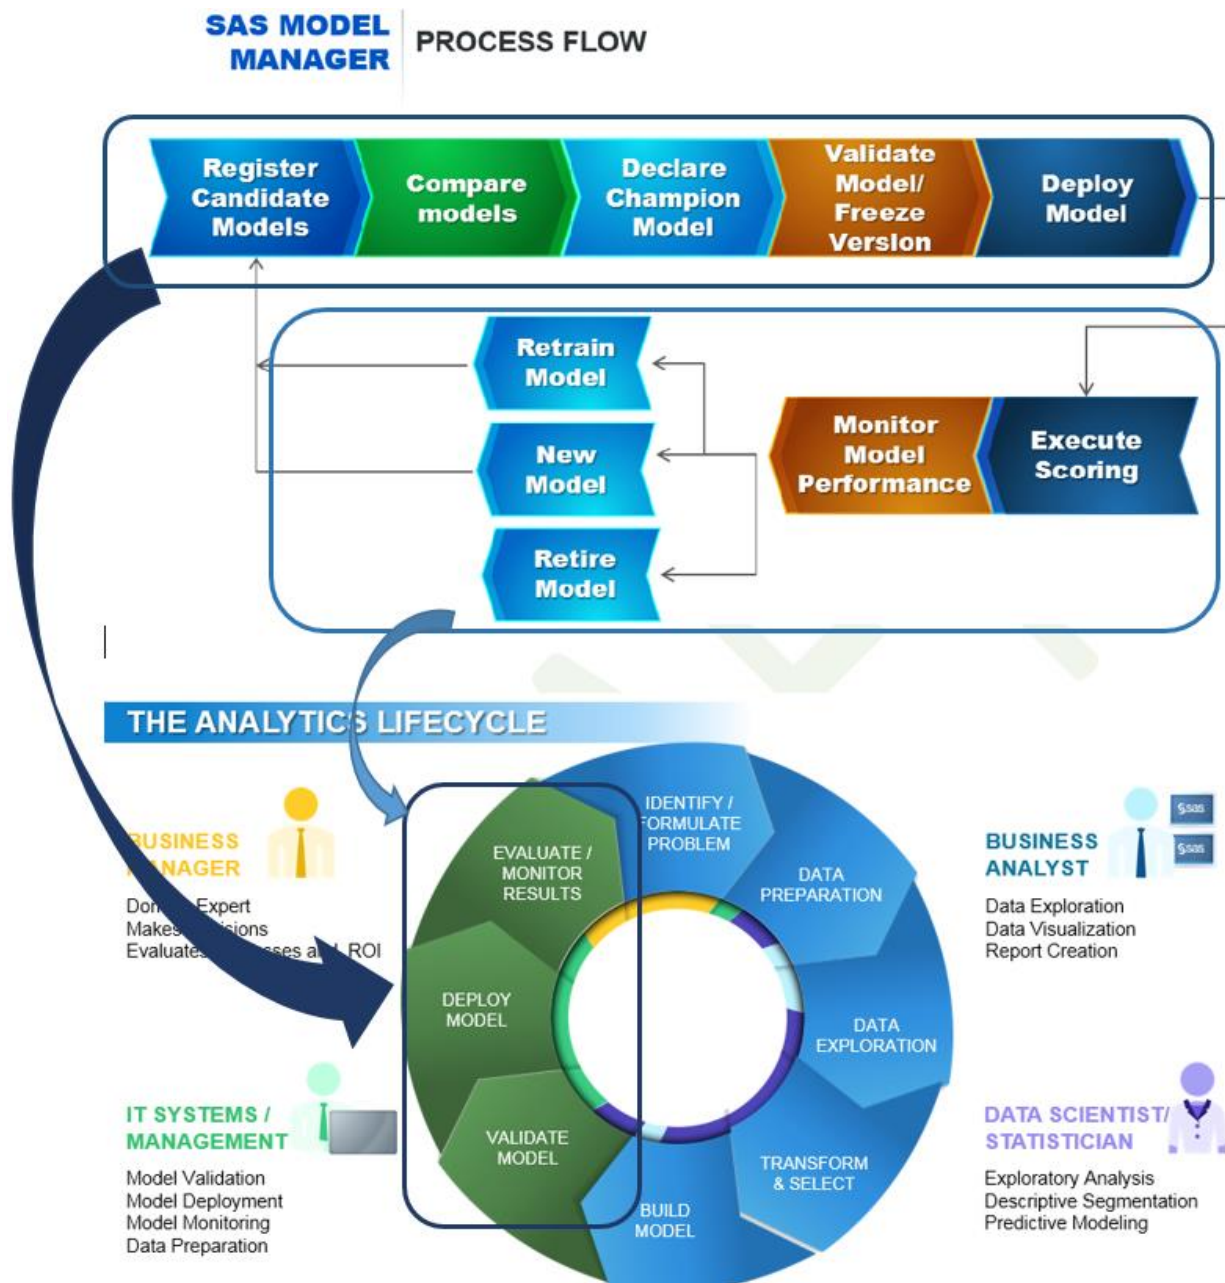 SAS MODEL
MANAGER
PROCESS FLOW
Register
Candidate
Models
Compare
models
Declare
Champion
Model
Validate
Model/
Freeze
Version
Deploy
Model
Retrain
Model
New
Model
Retire
Model
Monitor
Model
Performance
Execute
Scoring
THE ANALYTICS LIFECYCLE
BUSINESS
MANAGER
Expert
Makes
Evaluates ROI
IT SYSTEMS /
MANAGEMENT
Model Validation
Model Deployment
Model Monitoring
Data Preparation
IDENTIFY /
FORMULATE
PROBLEM
DATA
PREPARATION
DATA
EXPLORATION
TRANSFORM
& SELECT
BUILD
MODEL
VALIDATE
MODEL
DEPLOY
MODEL
EVALUATE /
MONITOR
RESULTS
BUSINESS
ANALYST
sas
sas
Data Exploration
Data Visualization
Report Creation
DATA SCIENTIST/
STATISTICIAN
Exploratory Analysis
Descriptive Segmentation
Predictive Modeling